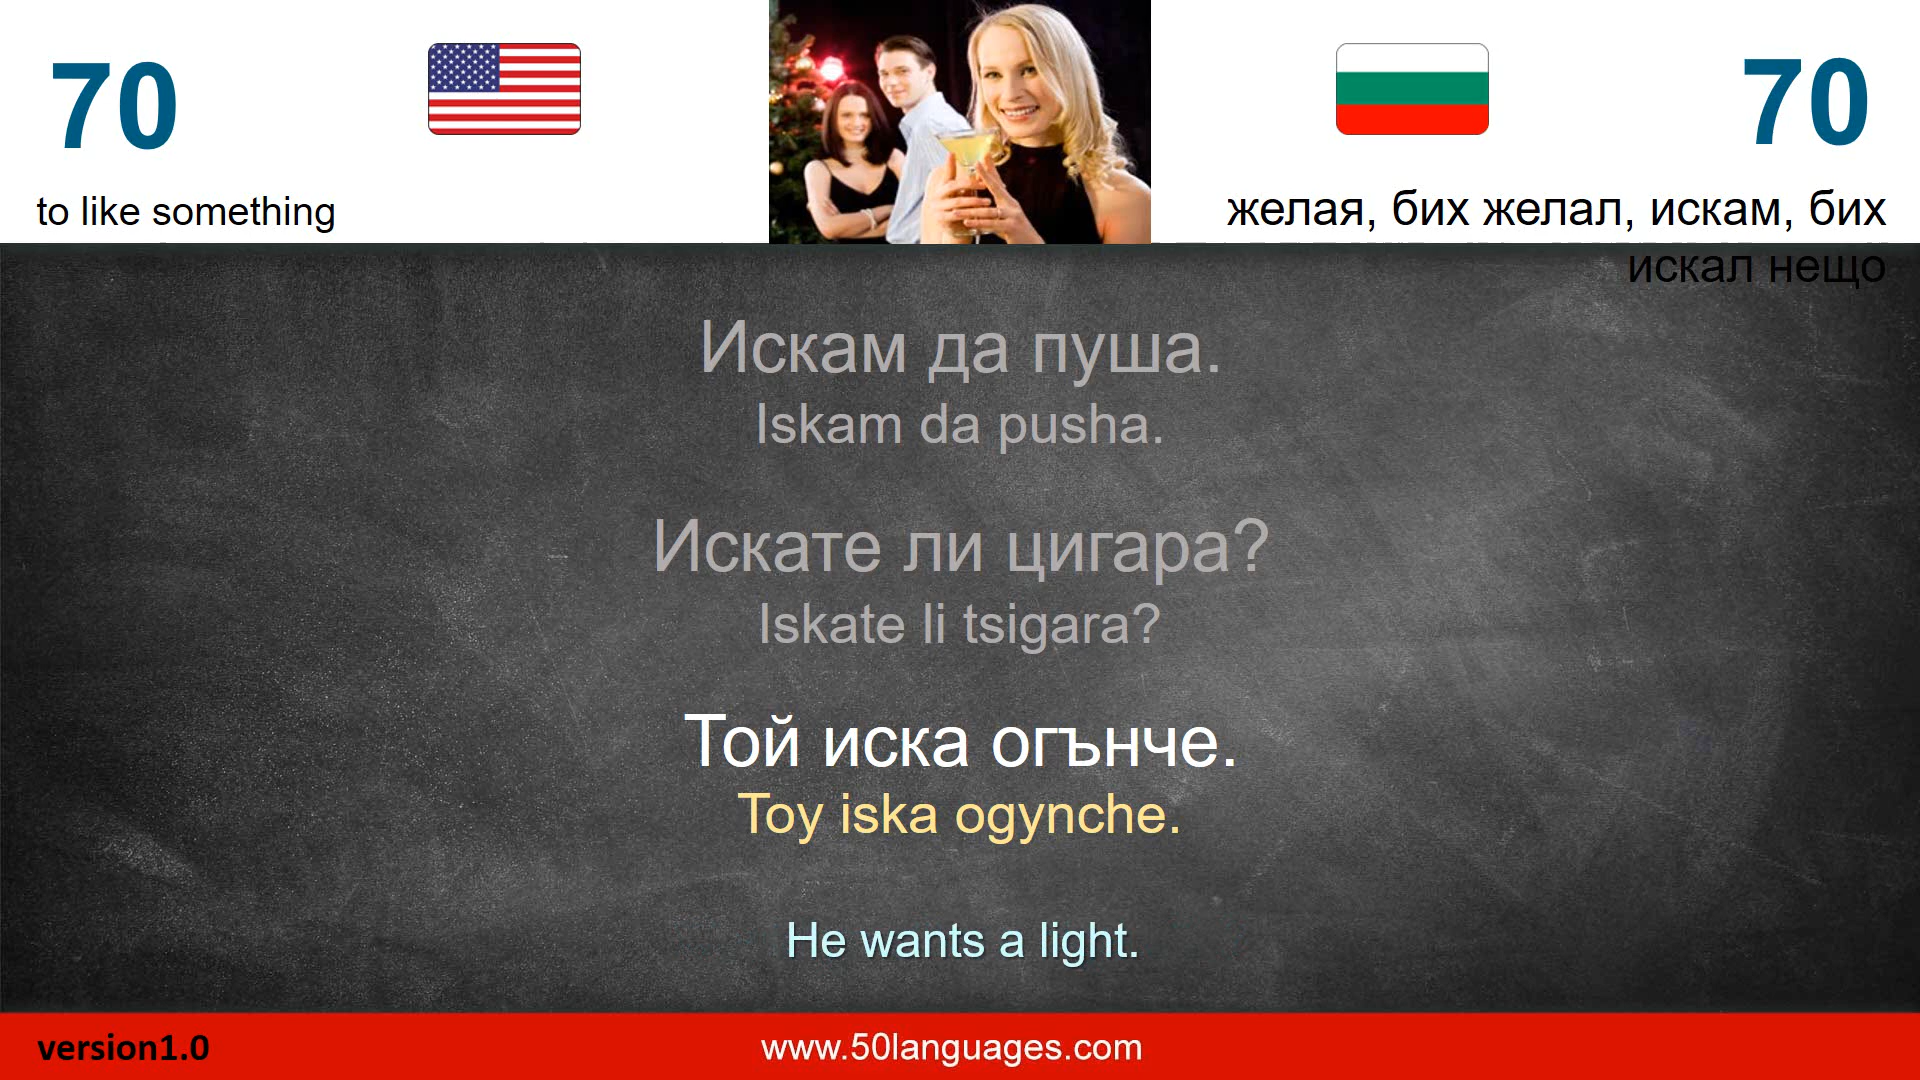 70
70
to like something
желая, бих желал, искам, бих
искал нещо
Искам да пуша.
Iskam da pusha.
Искате ли цигара?
Iskate li tsigara?
Той иска огънче.
Toy iska ogynche.
He wants a light.
version1.0
www.50languages.com